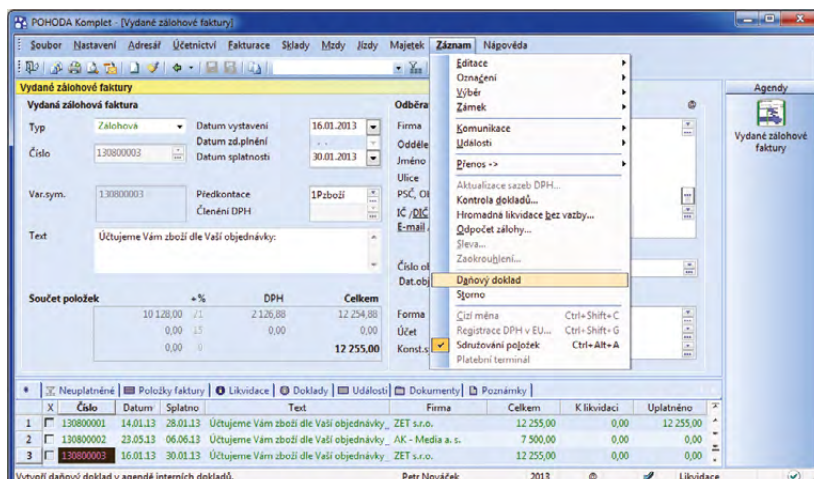 POHODA Komplet - [Vydané zálohové faktury]
Soubor Nastavení Adresář Účetnictví Fakturace Sklady Mzdy Jízdy Majetek Záznam Nápověda
Vydané zálohové faktury
Agendy
Vydané zálohové faktury
Vydaná zálohová faktura
Typ Zálohová
Číslo 130800003
Var.sym. 130800003
Datum vystavení 16.01.2013
Datum zd.plnění . .
Datum splatnosti 30.01.2013
Předkontace 1Pzboží
Členění DPH
Text Účtujeme Vám zboží dle Vaší objednávky:
Součet položek +% DPH Celkem
10 128,00 21 2 126,88 12 254,88
0,00 15 0,00 0,00
0,00 0 12 255,00
Odběra
Firma
Odděle
Jméno
Ulice
PSČ, Ob
IČ /DIČ
E-mail
Číslo ob
Dat.obj
Forma
Účet
Konst.s
@
Editace
Označení
Výběr
Zámek
Komunikace
Události
Přenos ->
Aktualizace sazeb DPH...
Kontrola dokladů...
Hromadná likvidace bez vazby...
Odpočet zálohy...
Sleva...
Zaokrouhlení...
Daňový doklad
Storno
Cizí měna Ctrl+Shift+C
Registrace DPH v EU... Ctrl+Shift+G
Sdružování položek Ctrl+Alt+A
Platební terminál
* Neuplatněné Položky faktury Likvidace Doklady Události Dokumenty Poznámky
X Číslo Datum Splatno Text Firma Celkem K likvidaci Uplatněno
1 130800001 14.01.13 28.01.13 Účtujeme Vám zboží dle Vaší objednávky_ ZET s.r.o. 12 255,00 0,00 12 255,00
2 130800002 23.05.13 06.06.13 Účtujeme Vám zboží dle Vaší objednávky_ AK - Media a. s. 7 500,00 0,00 0,00
3 130800003 16.01.13 30.01.13 Účtujeme Vám zboží dle Vaší objednávky_ ZET s.r.o. 12 255,00 0,00 0,00
Vytvoří daňový doklad v agendě interních dokladů. Petr Nováček 2013 @ Likvidace